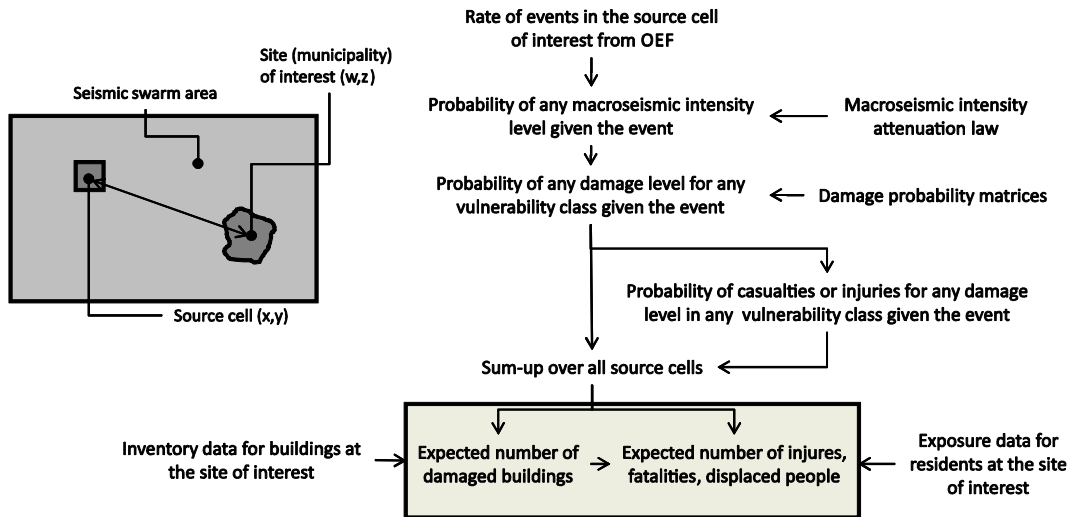 Rate of events in the source cell
of interest from OEF
Site (municipality)
of interest (w,z)
Seismic swarm area
Probability of any macroseismic intensity
level given the event
Macroseismic intensity
attenuation law
Probability of any damage level for any
vulnerability class given the event
Damage probability matrices
Probability of casualties or injuries for any damage
level in any vulnerability class given the event
Source cell (x,y)
Sum-up over all source cells
Inventory data for buildings at
the site of interest
Expected number of
damaged buildings
Expected number of injures,
fatalities, displaced people
Exposure data for
residents at the site
of interest